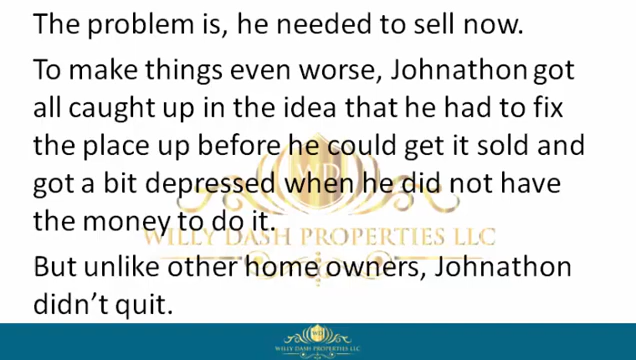 The problem is, he needed to sell now.
To make things even worse, Johnathon got
all caught up in the idea that he had to fix
the place up before he could get it sold and
got a bit depressed when he did not have
the money to do it.
WILLY DASH PROPERTIES LLC
But unlike other home owners, Johnathon
didn’t quit.
WILLY DASH PROPERTIES LLC